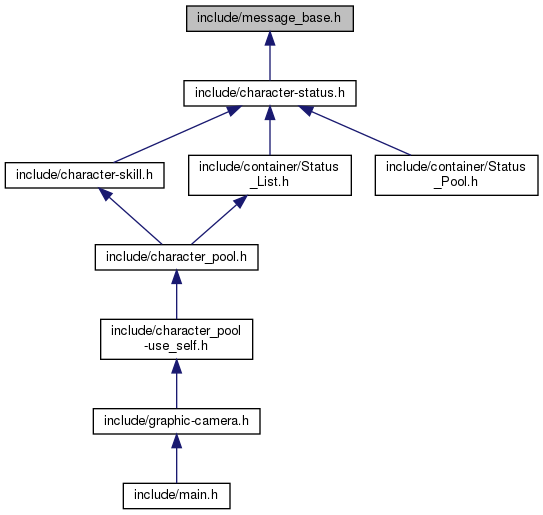 include/message_base.h
include/character-status.h
include/character-skill.h
include/container/Status
_List.h
include/container/Status
_Pool.h
include/character_pool.h
include/character_pool
-use_self.h
include/graphic-camera.h
include/main.h